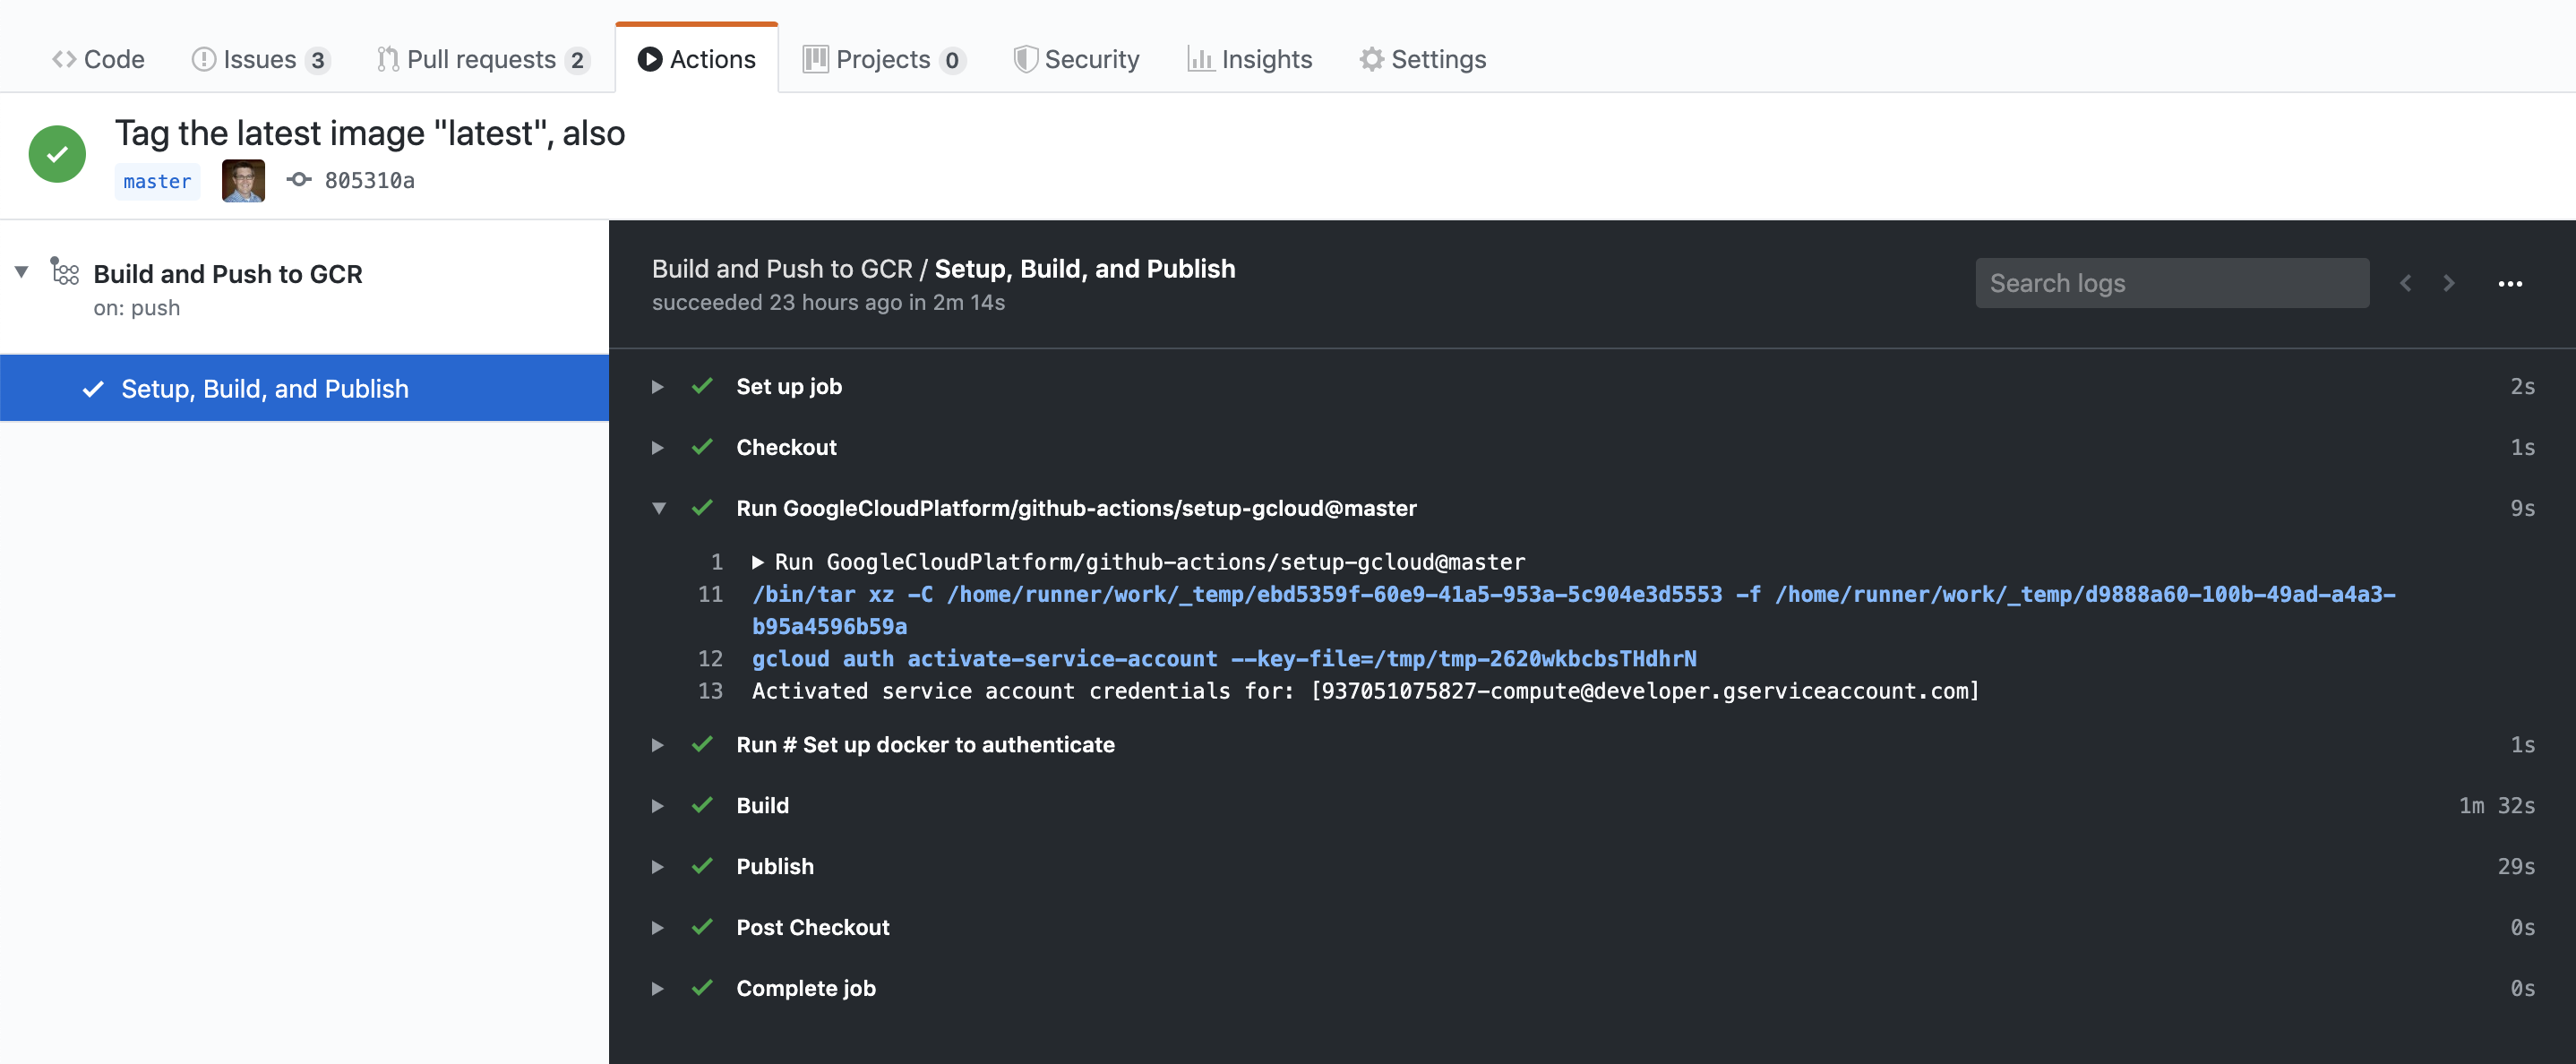 Code Issues 3 Pull requests 2 Actions Projects 0 Security Insights Settings
Tag the latest image "latest", also
master 805310a
Build and Push to GCR
on: push
Setup, Build, and Publish
Build and Push to GCR / Setup, Build, and Publish
succeeded 23 hours ago in 2m 14s
Search logs
Set up job 2s
Checkout 1s
Run GoogleCloudPlatform/github-actions/setup-gcloud@master 9s
1 Run GoogleCloudPlatform/github-actions/setup-gcloud@master
11 /bin/tar xz -C /home/runner/work/_temp/ebd5359f-60e9-41a5-953a-5c904e3d5553 -f /home/runner/work/_temp/d9888a60-100b-49ad-a4a3-
b95a4596b59a
12 gcloud auth activate-service-account --key-file=/tmp/tmp-2620wkbcbsTHdhrN
13 Activated service account credentials for: [937051075827-compute@developer.gserviceaccount.com]
Run # Set up docker to authenticate 1s
Build 1m 32s
Publish 29s
Post Checkout 0s
Complete job 0s